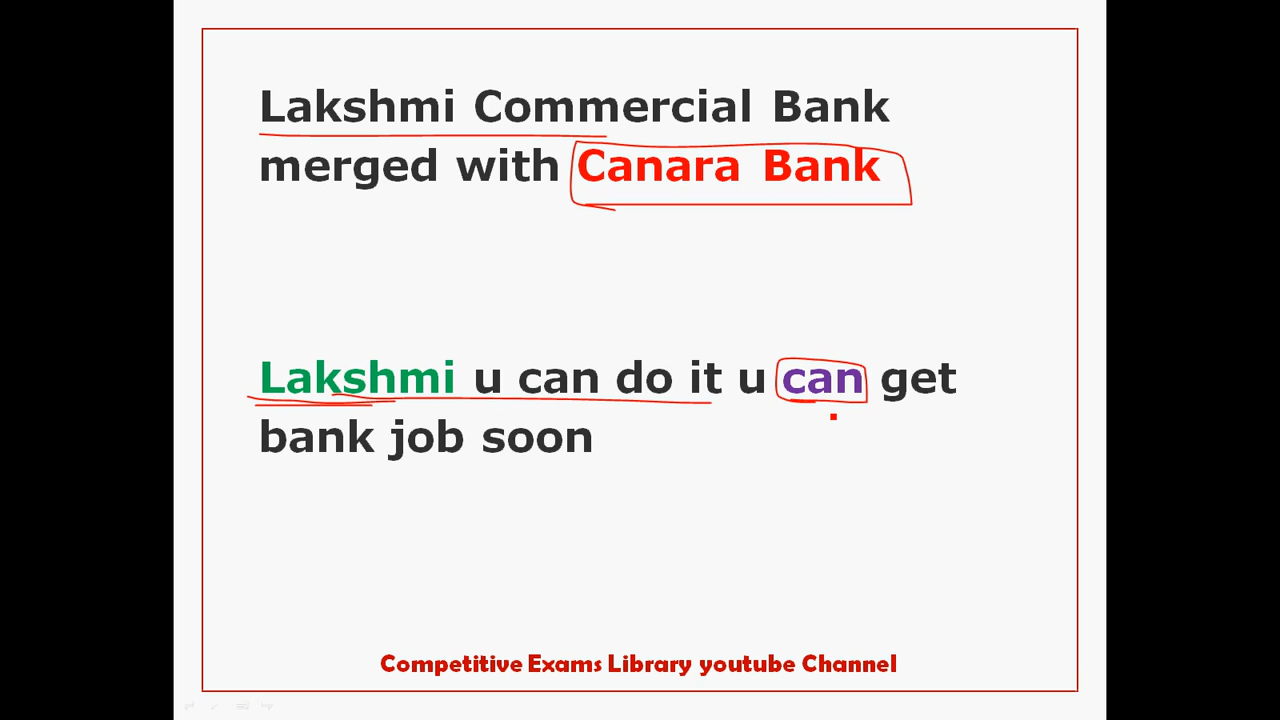 Lakshmi Commercial Bank
merged with Canara Bank
Lakshmi u can do it u can get
bank job soon
Competitive Exams Library youtube Channel